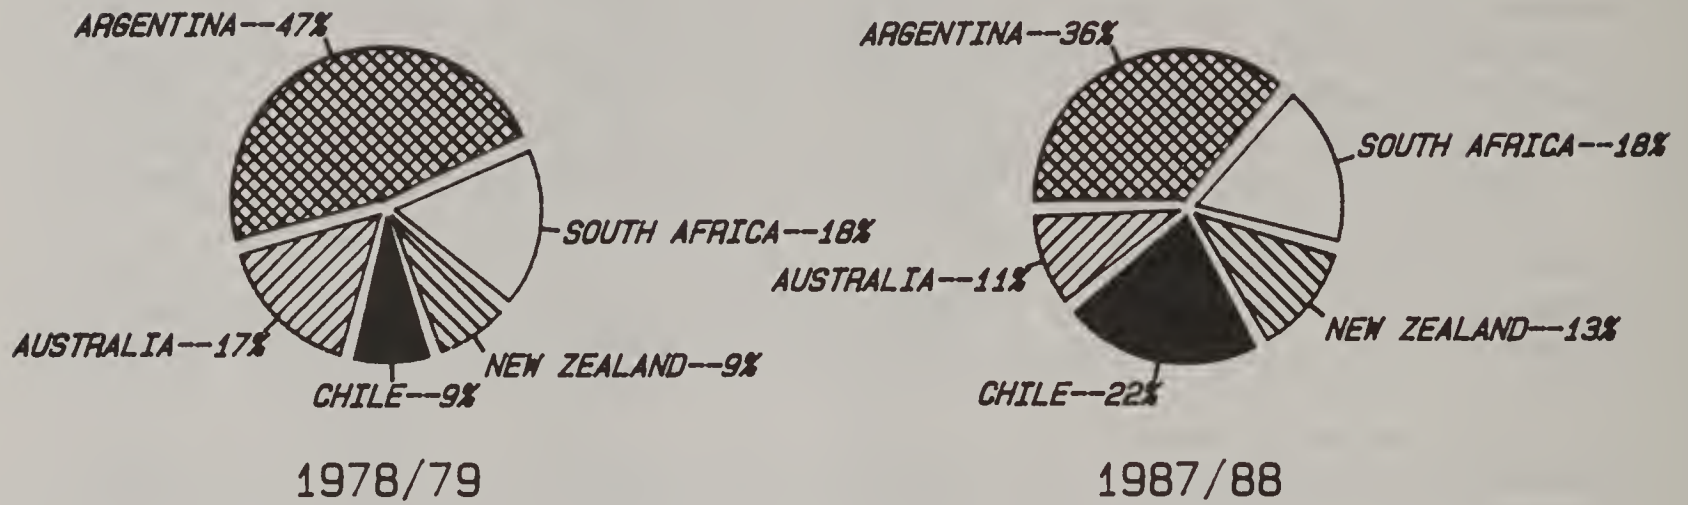 ARGENTINA--47%
SOUTH AFRICA--18%
AUSTRALIA--17%
NEW ZEALAND--9%
CHILE--9%
1978/79
ARGENTINA--36%
SOUTH AFRICA--18%
AUSTRALIA--11%
NEW ZEALAND--13%
CHILE--22%
1987/88